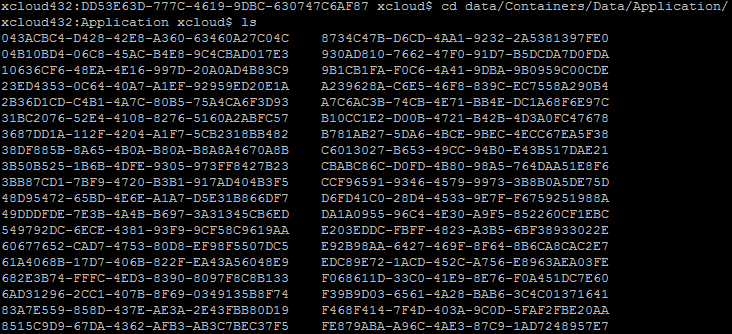 xcloud432:DD53E63D-777C-4619-9DBC-630747C6AF87 xcloud$ cd data/Containers/Data/Application/
xcloud432:Application xcloud$ ls
043ACBC4-D428-42E8-A360-63460A27C04C 8734C47B-D6CD-4AA1-9232-2A5381397FE0
04B10BD4-06C8-45AC-B4E8-9C4CBAD017E3 930AD810-7662-47F0-91D7-B5DCDA7D0FDA
10636CF6-48EA-4E16-997D-20A0AD4B83C9 9B1CB1FA-F0C6-4A41-9DBA-9B0959C00CDE
23ED4353-0C64-40A7-A1EF-92959ED20E1A A239628A-C6E5-46F8-839C-EC7558A290B4
2B36D1CD-C4B1-4A7C-80B5-75A4CA6F3D93 A7C6AC3B-74CB-4E71-BB4E-DC1A68F6E97C
31BC2076-52E4-4108-8276-5160A2ABFC57 B10CC1E2-D00B-4721-B42B-4D3A0FC47678
3687DD1A-112F-4204-A1F7-5CB2318BB482 B781AB27-5DA6-4BCE-9BEC-4ECC67EA5F38
38DF885B-8A65-4B0A-B80A-B8A8A4670A8B C6013027-B653-49CC-94B0-E43B517DAE21
3B50B525-1B6B-4DFE-9305-973FF8427B23 CBABC86C-D0FD-4B80-98A5-764DAA51E8F6
3BB87CD1-7BF9-4720-B3B1-917AD404B3F5 CCF96591-9346-4579-9973-3B8B0A5DE75D
48D95472-65BD-4E6E-A1A7-D5E31B866DF7 D6FD41C0-28D4-4533-9E7F-F6759251988A
49DDDFDE-7E3B-4A4B-B697-3A31345CB6ED DA1A0955-96C4-4E30-A9F5-852260CF1EBC
549792DC-6ECE-4381-93F9-9CF58C9619AA E203EDDC-FBFF-4823-A3B5-6BF38933022E
60677652-CAD7-4753-80D8-EF98F5507DC5 E92B98AA-6427-469F-8F64-8B6CA8CAC2E7
61A4068B-17D7-406B-822F-EA43A56048E9 EDC89E72-1ACD-452C-A756-E8963AEA03FE
682E3B74-FFFC-4ED3-8390-8097F8C8B133 F068611D-33C0-41E9-8E76-F0A451DC7E60
6AD31296-2CC1-407B-8F69-0349135B8F74 F39B9D03-6561-4A28-BAB6-3C4C01371641
83A7E559-858D-437E-AE3A-2E43FBB80D19 F468F414-7F4D-403A-9C0D-5FAF2FBE20AA
8515C9D9-67DA-4362-AFB3-AB3C7BEC37F5 FE879ABA-A96C-4AE3-87C9-1AD7248957E7